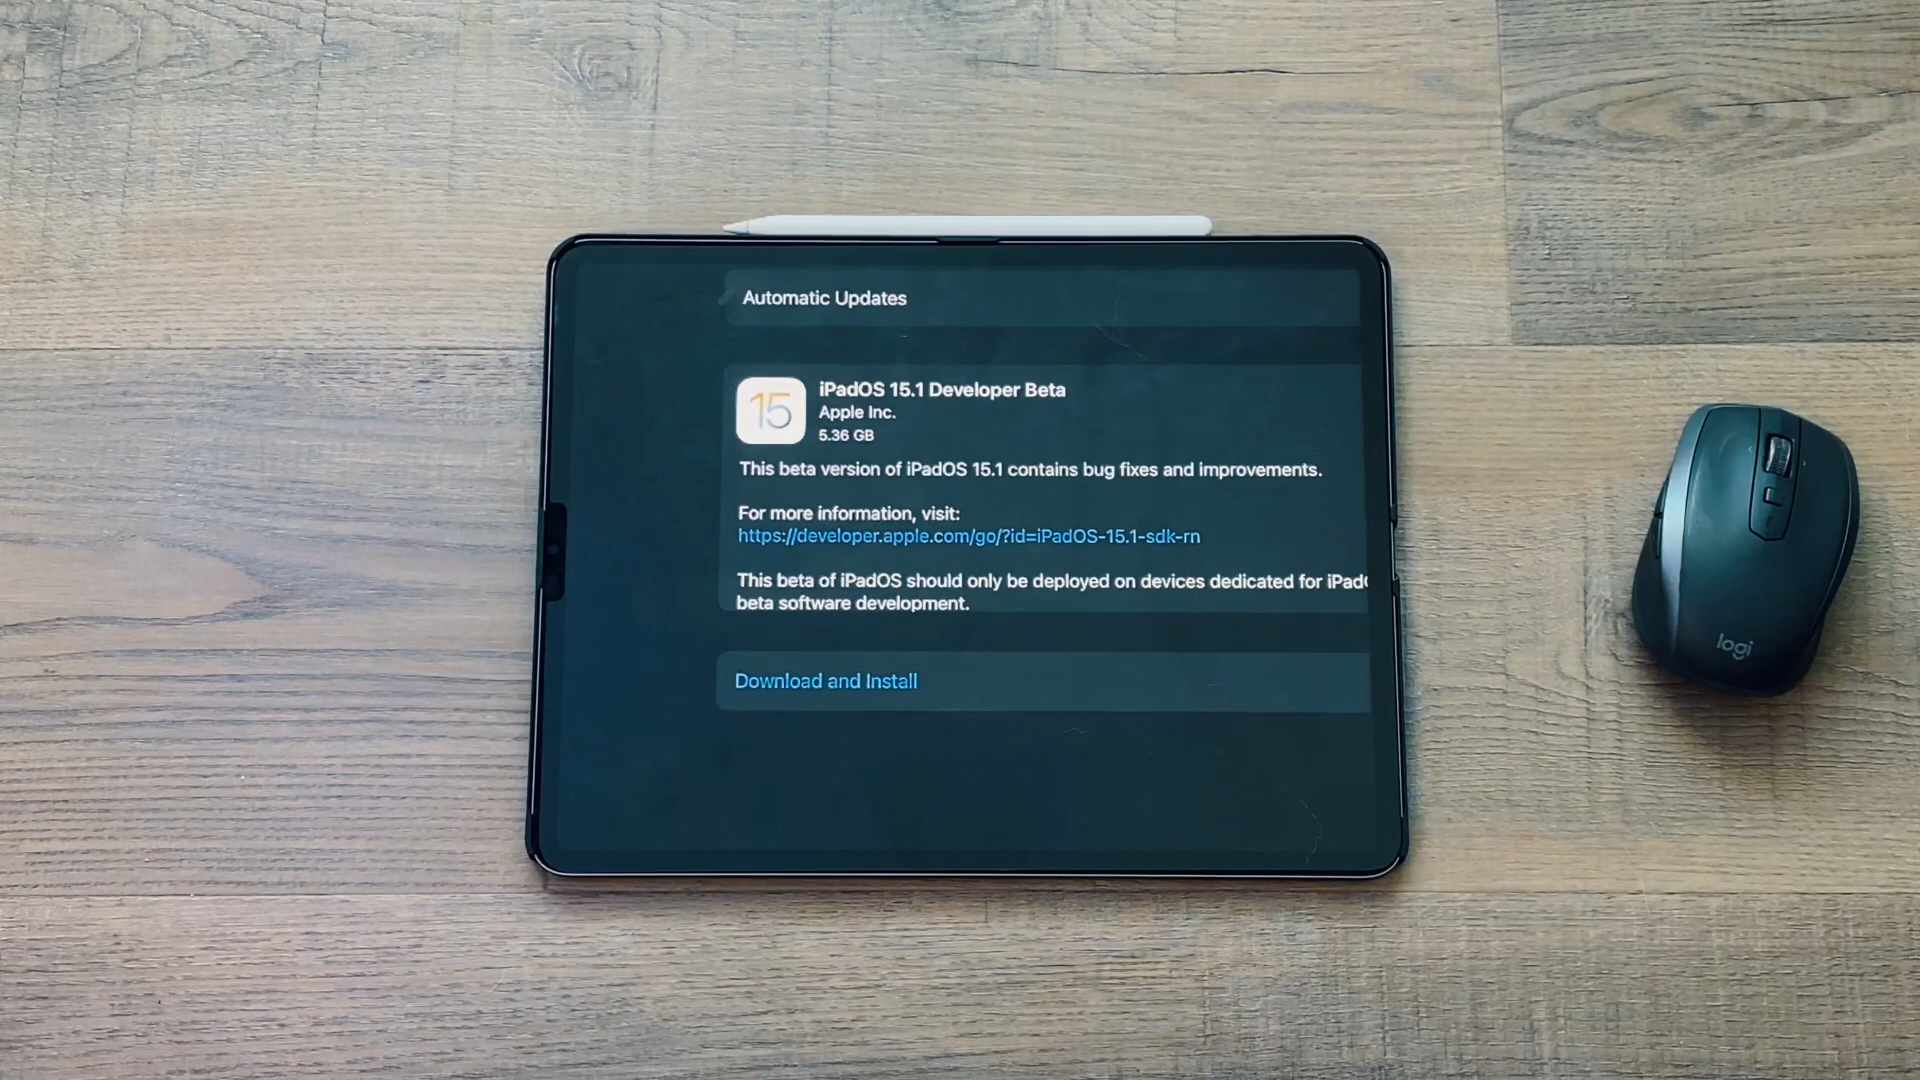 Automatic Updates
15
iPadOS 15.1 Developer Beta
Apple Inc.
5.36 GB
This beta version of iPadOS 15.1 contains bug fixes and improvements.
For more information, visit:
https://developer.apple.com/go/?id=iPadOS-15.1-sdk-rn
This beta of iPadOS should only be deployed on devices dedicated for iPad
beta software development.
Download and Install
logi